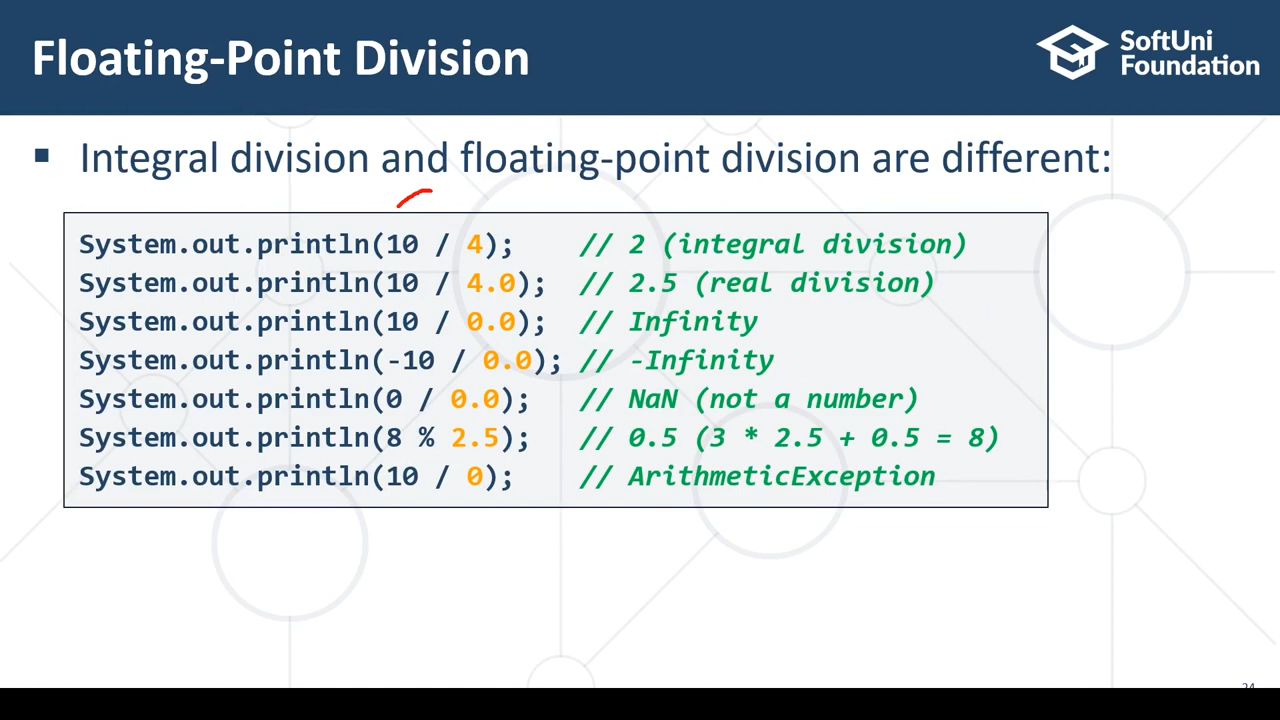 Floating-Point Division
SoftUni
Foundation
▪ Integral division and floating-point division are different:
System.out.println(10 / 4);    // 2 (integral division)
System.out.println(10 / 4.0);  // 2.5 (real division)
System.out.println(10 / 0.0);  // Infinity
System.out.println(-10 / 0.0); // -Infinity
System.out.println(0 / 0.0);   // NaN (not a number)
System.out.println(8 % 2.5);   // 0.5 (3 * 2.5 + 0.5 = 8)
System.out.println(10 / 0);    // ArithmeticException